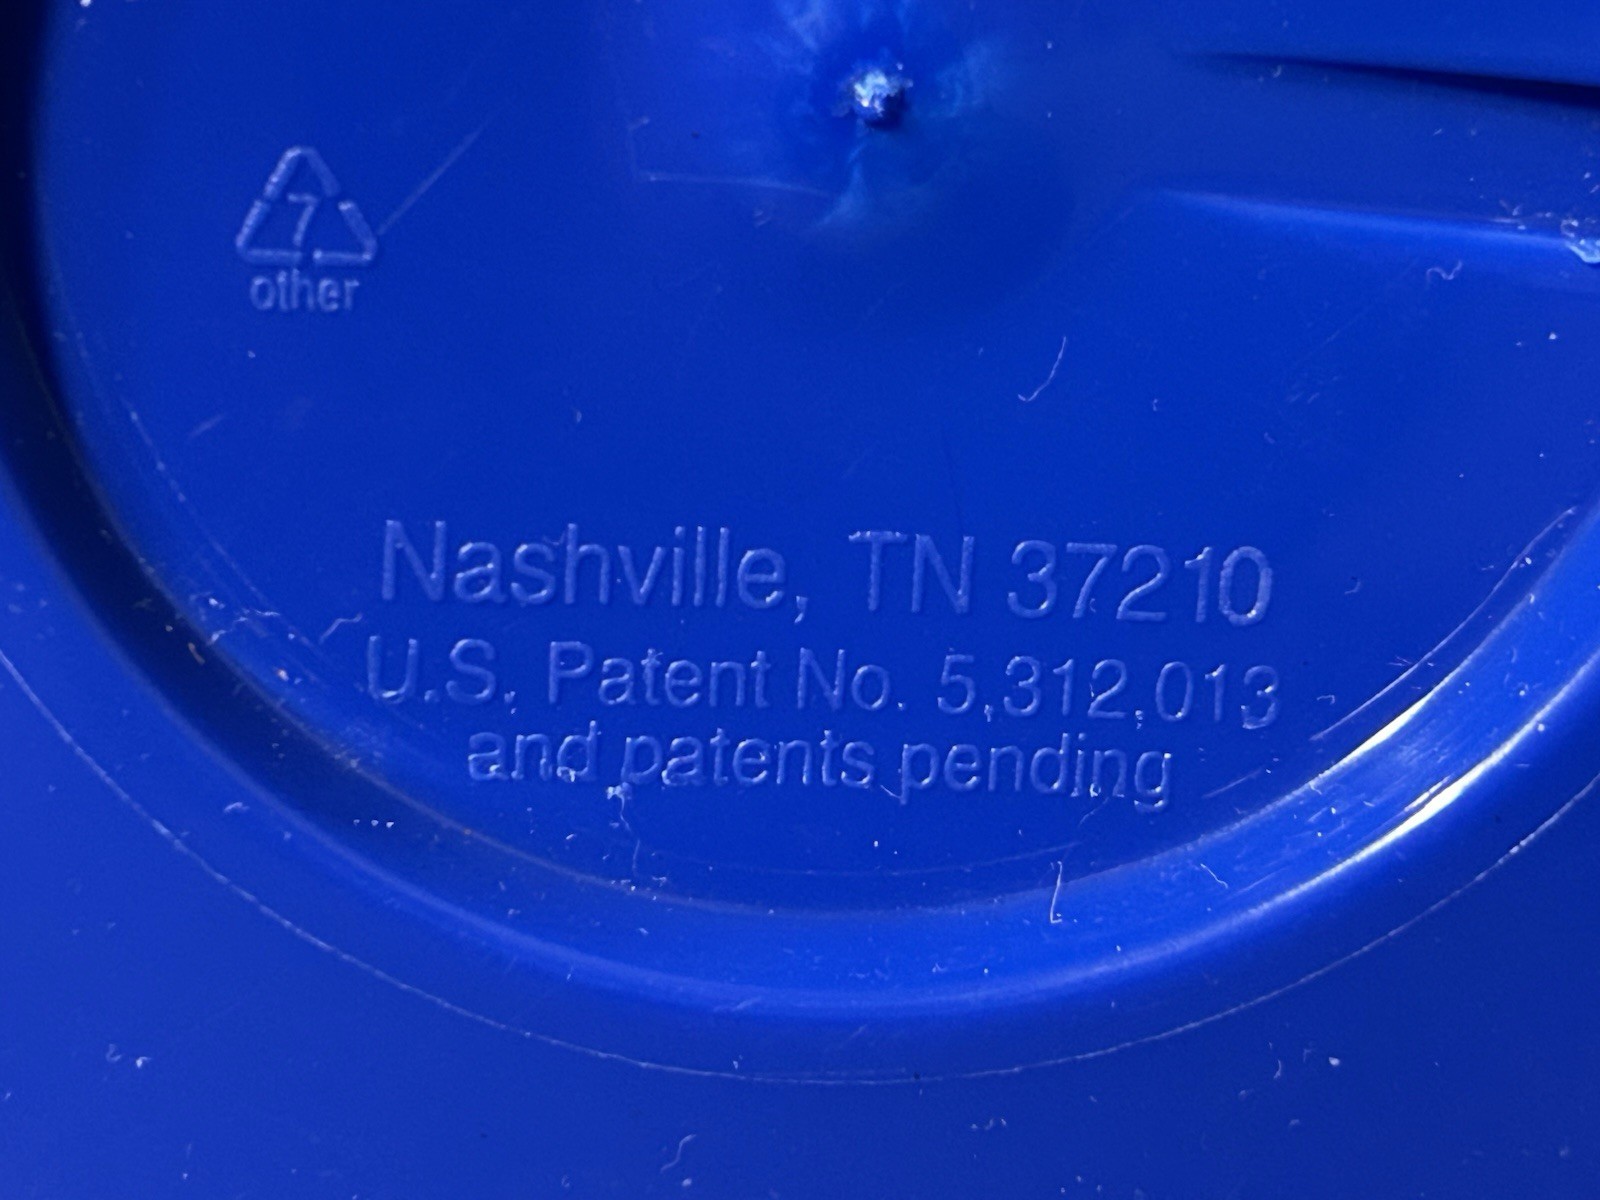 7
other
Nashville, TN 37210
U.S. Patent No. 5,312,013
and patents pending